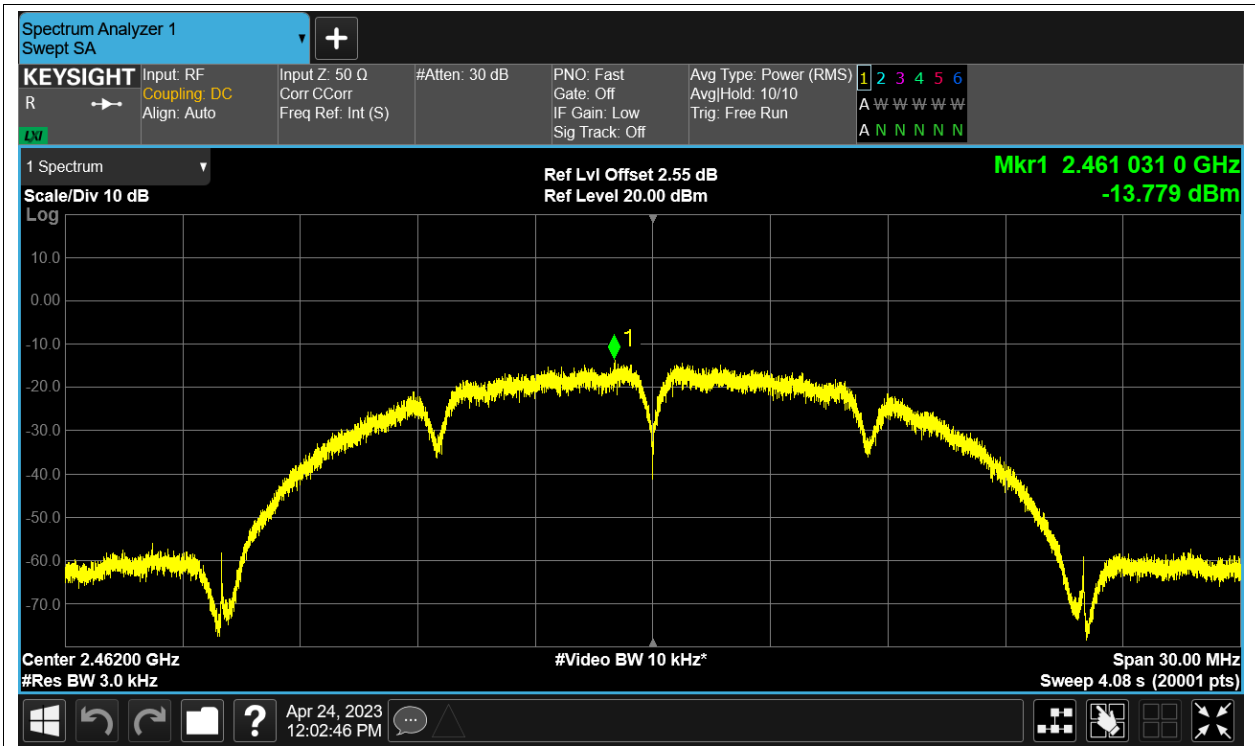 Spectrum Analyzer 1
Swept SA
KEYSIGHT
R
LXI
Input: RF
Coupling: DC
Align: Auto
Input Z: 50 Ω
Corr CCorr
Freq Ref: Int (S)
#Atten: 30 dB
PNO: Fast
Gate: Off
IF Gain: Low
Sig Track: Off
Avg Type: Power (RMS)
Avg|Hold: 10/10
Trig: Free Run
1 2 3 4 5 6
A W W W W W
A N N N N N
1 Spectrum
Scale/Div 10 dB
Log
Ref Lvl Offset 2.55 dB
Ref Level 20.00 dBm
Mkr1 2.461 031 0 GHz
-13.779 dBm
10.0
0.00
-10.0
-20.0
-30.0
-40.0
-50.0
-60.0
-70.0
1
Center 2.46200 GHz
#Res BW 3.0 kHz
#Video BW 10 kHz*
Span 30.00 MHz
Sweep 4.08 s (20001 pts)
?
Apr 24, 2023
12:02:46 PM